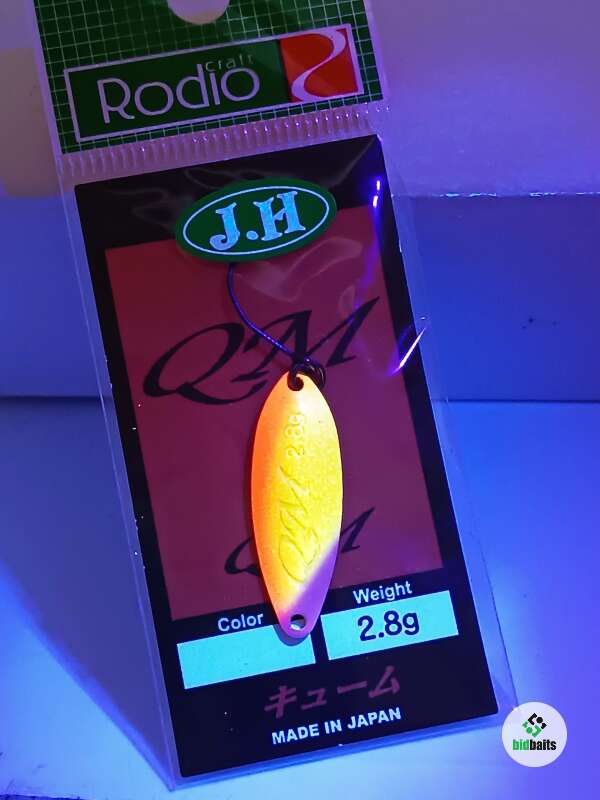 craft
Rodio
J.H
QM
2.8g
QM
QM
Color
Weight
2.8g
キューム
MADE IN JAPAN
bidbaits